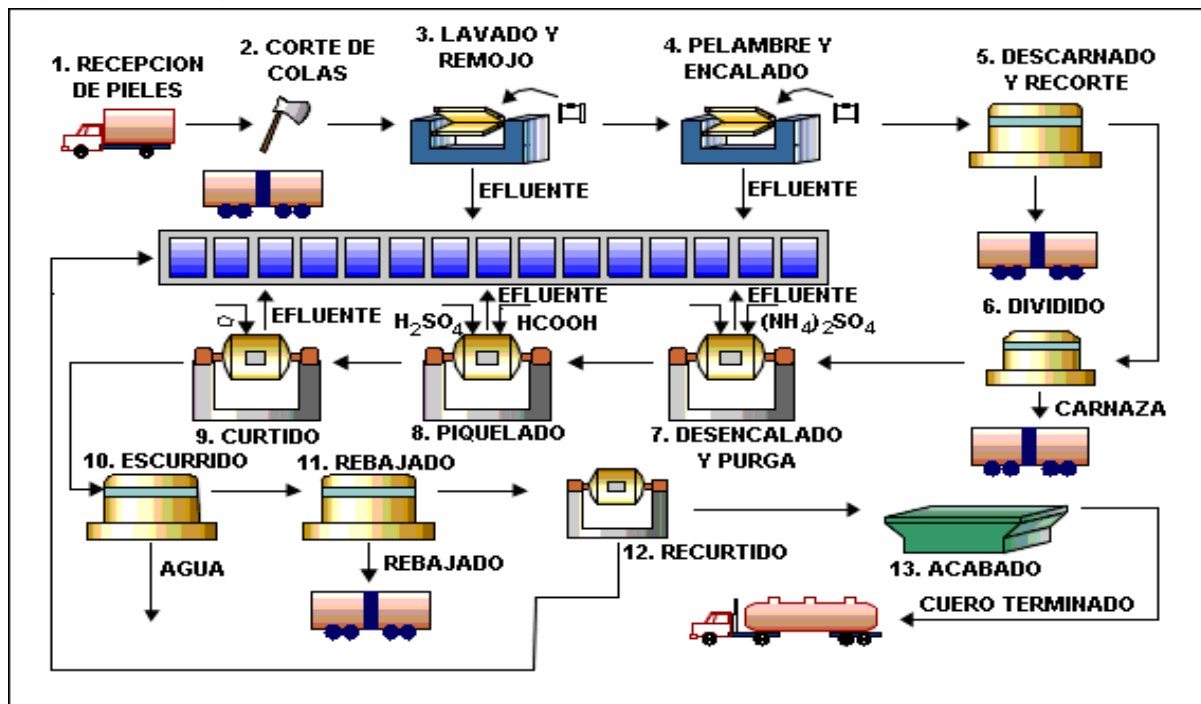 1. RECEPCION
DE PIELES
2. CORTE DE
COLAS
3. LAVADO Y
REMOJO
4. PELAMBRE Y
ENCALADO
5. DESCARNADO
Y RECORTE
EFLUENTE
EFLUENTE
6. DIVIDIDO
EFLUENTE
H2SO4
EFLUENTE
HCOOH
EFLUENTE
(NH4)2SO4
CARNAZA
9. CURTIDO
8. PIQUELADO
7. DESENCALADO
Y PURGA
10. ESCURRIDO
11. REBAJADO
AGUA
REBAJADO
12. RECURTIDO
13. ACABADO
CUERO TERMINADO